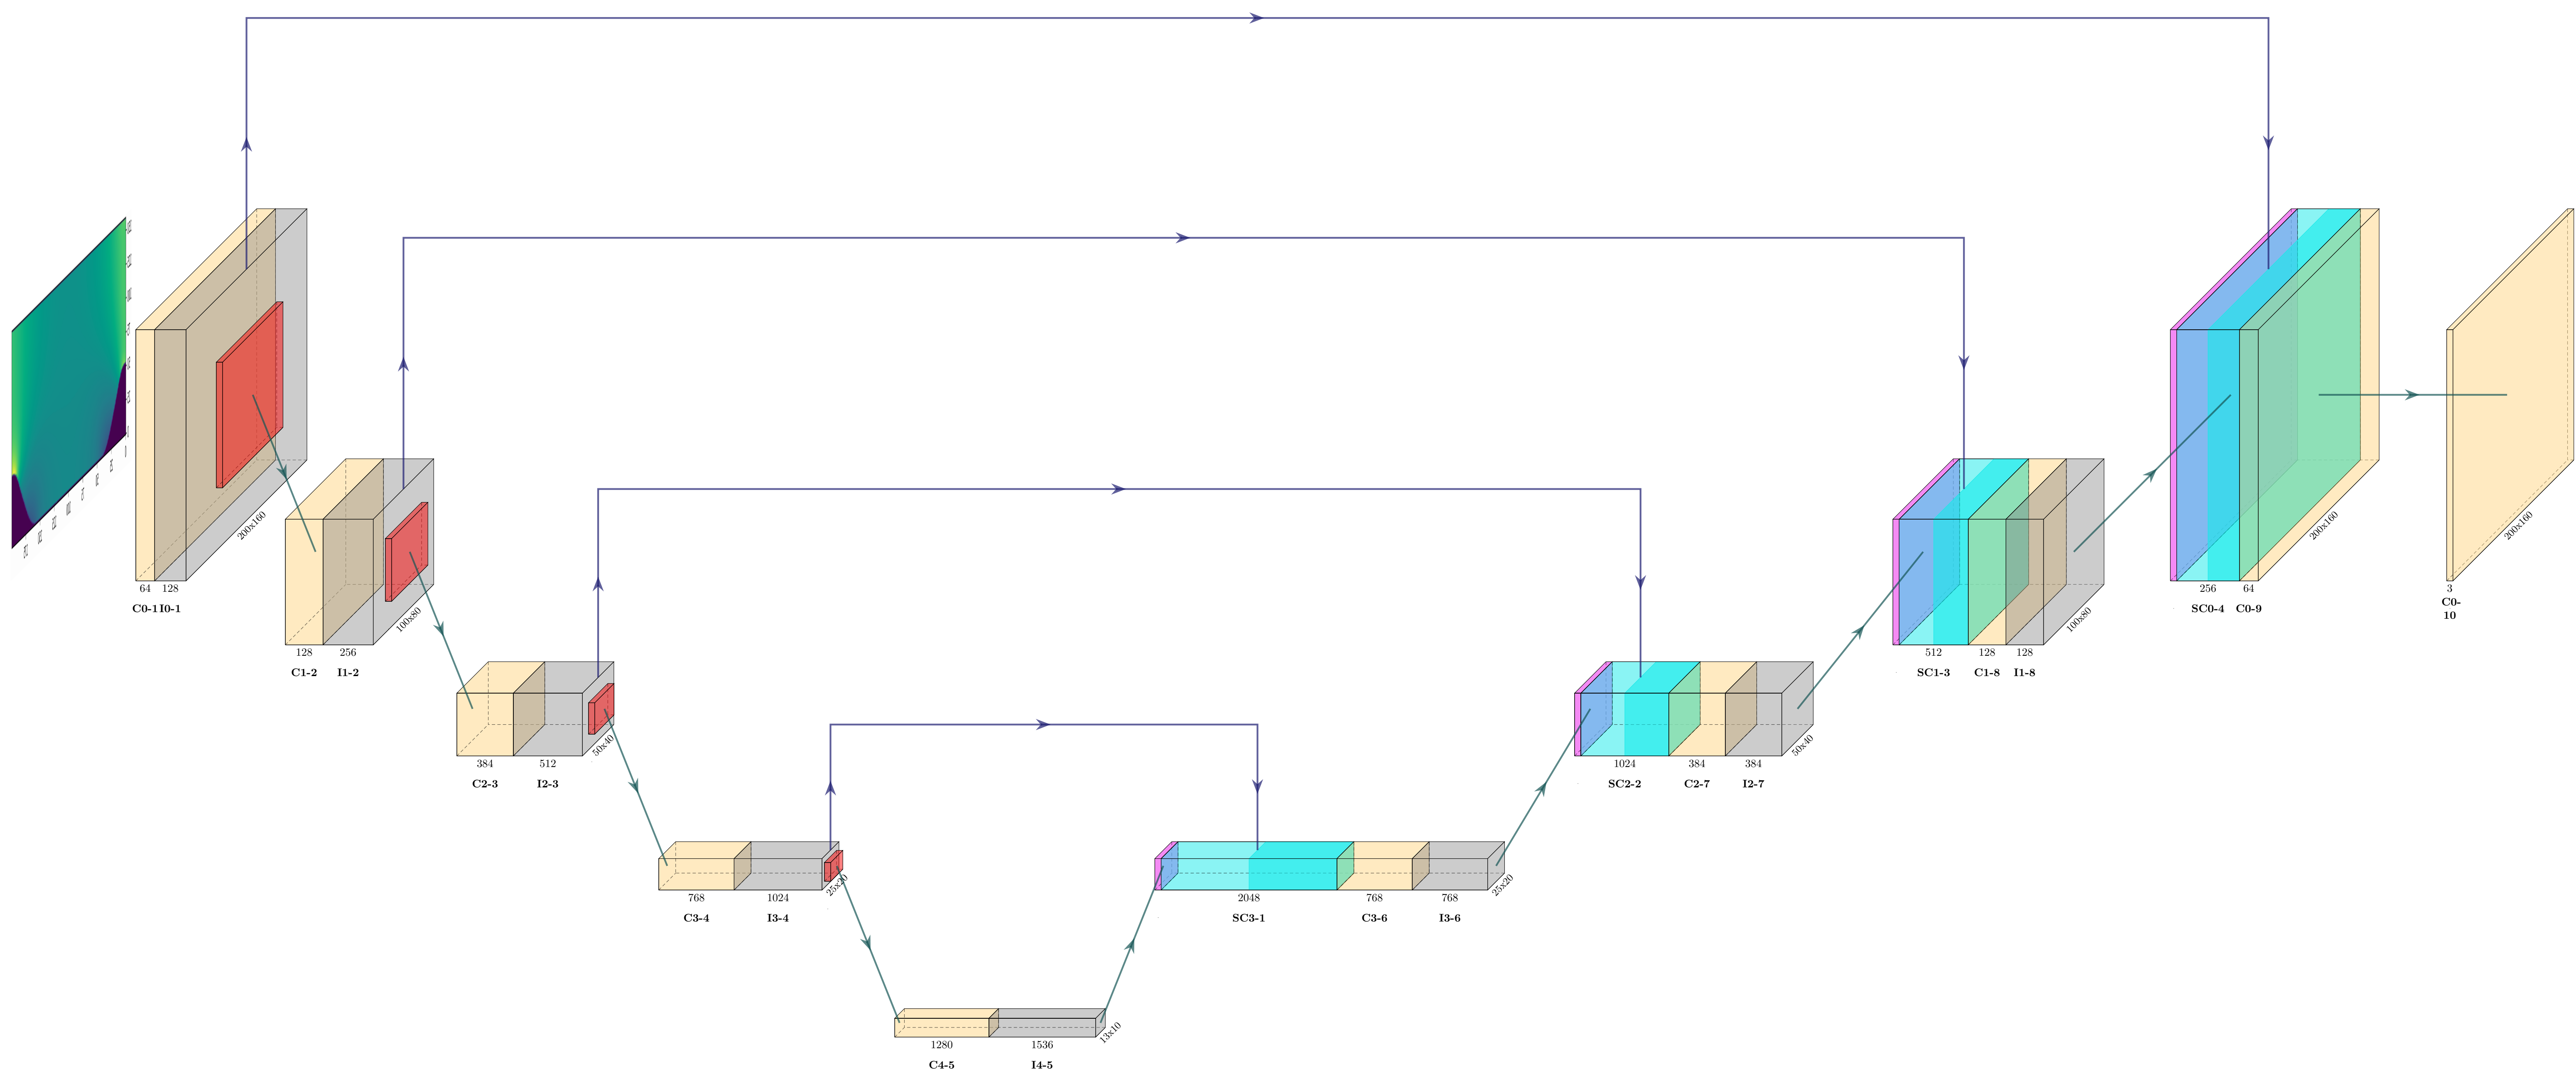 64 128
C0-1 I0-1
200x160
128 256
C1-2 I1-2
100x80
384 512
C2-3 I2-3
50x40
768 1024
C3-4 I3-4
25x20
1280 1536
C4-5 I4-5
13x10
2048 768 768
SC3-1 C3-6 I3-6
25x20
1024 384 384
SC2-2 C2-7 I2-7
50x40
512 128 128
SC1-3 C1-8 I1-8
100x80
256 64
SC0-4 C0-9
200x160
3
C0-
10
200x160